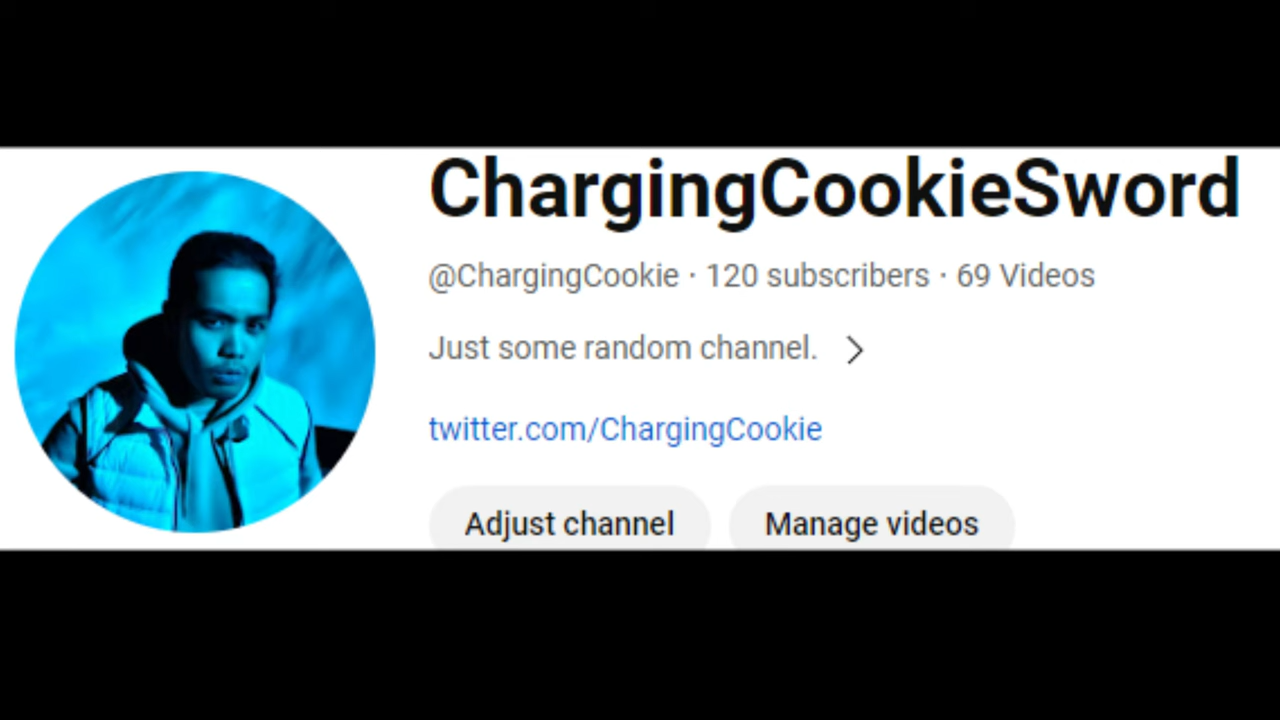 ChargingCookieSword
@ChargingCookie · 120 subscribers · 69 Videos
Just some random channel.
twitter.com/ChargingCookie
Adjust channel Manage videos